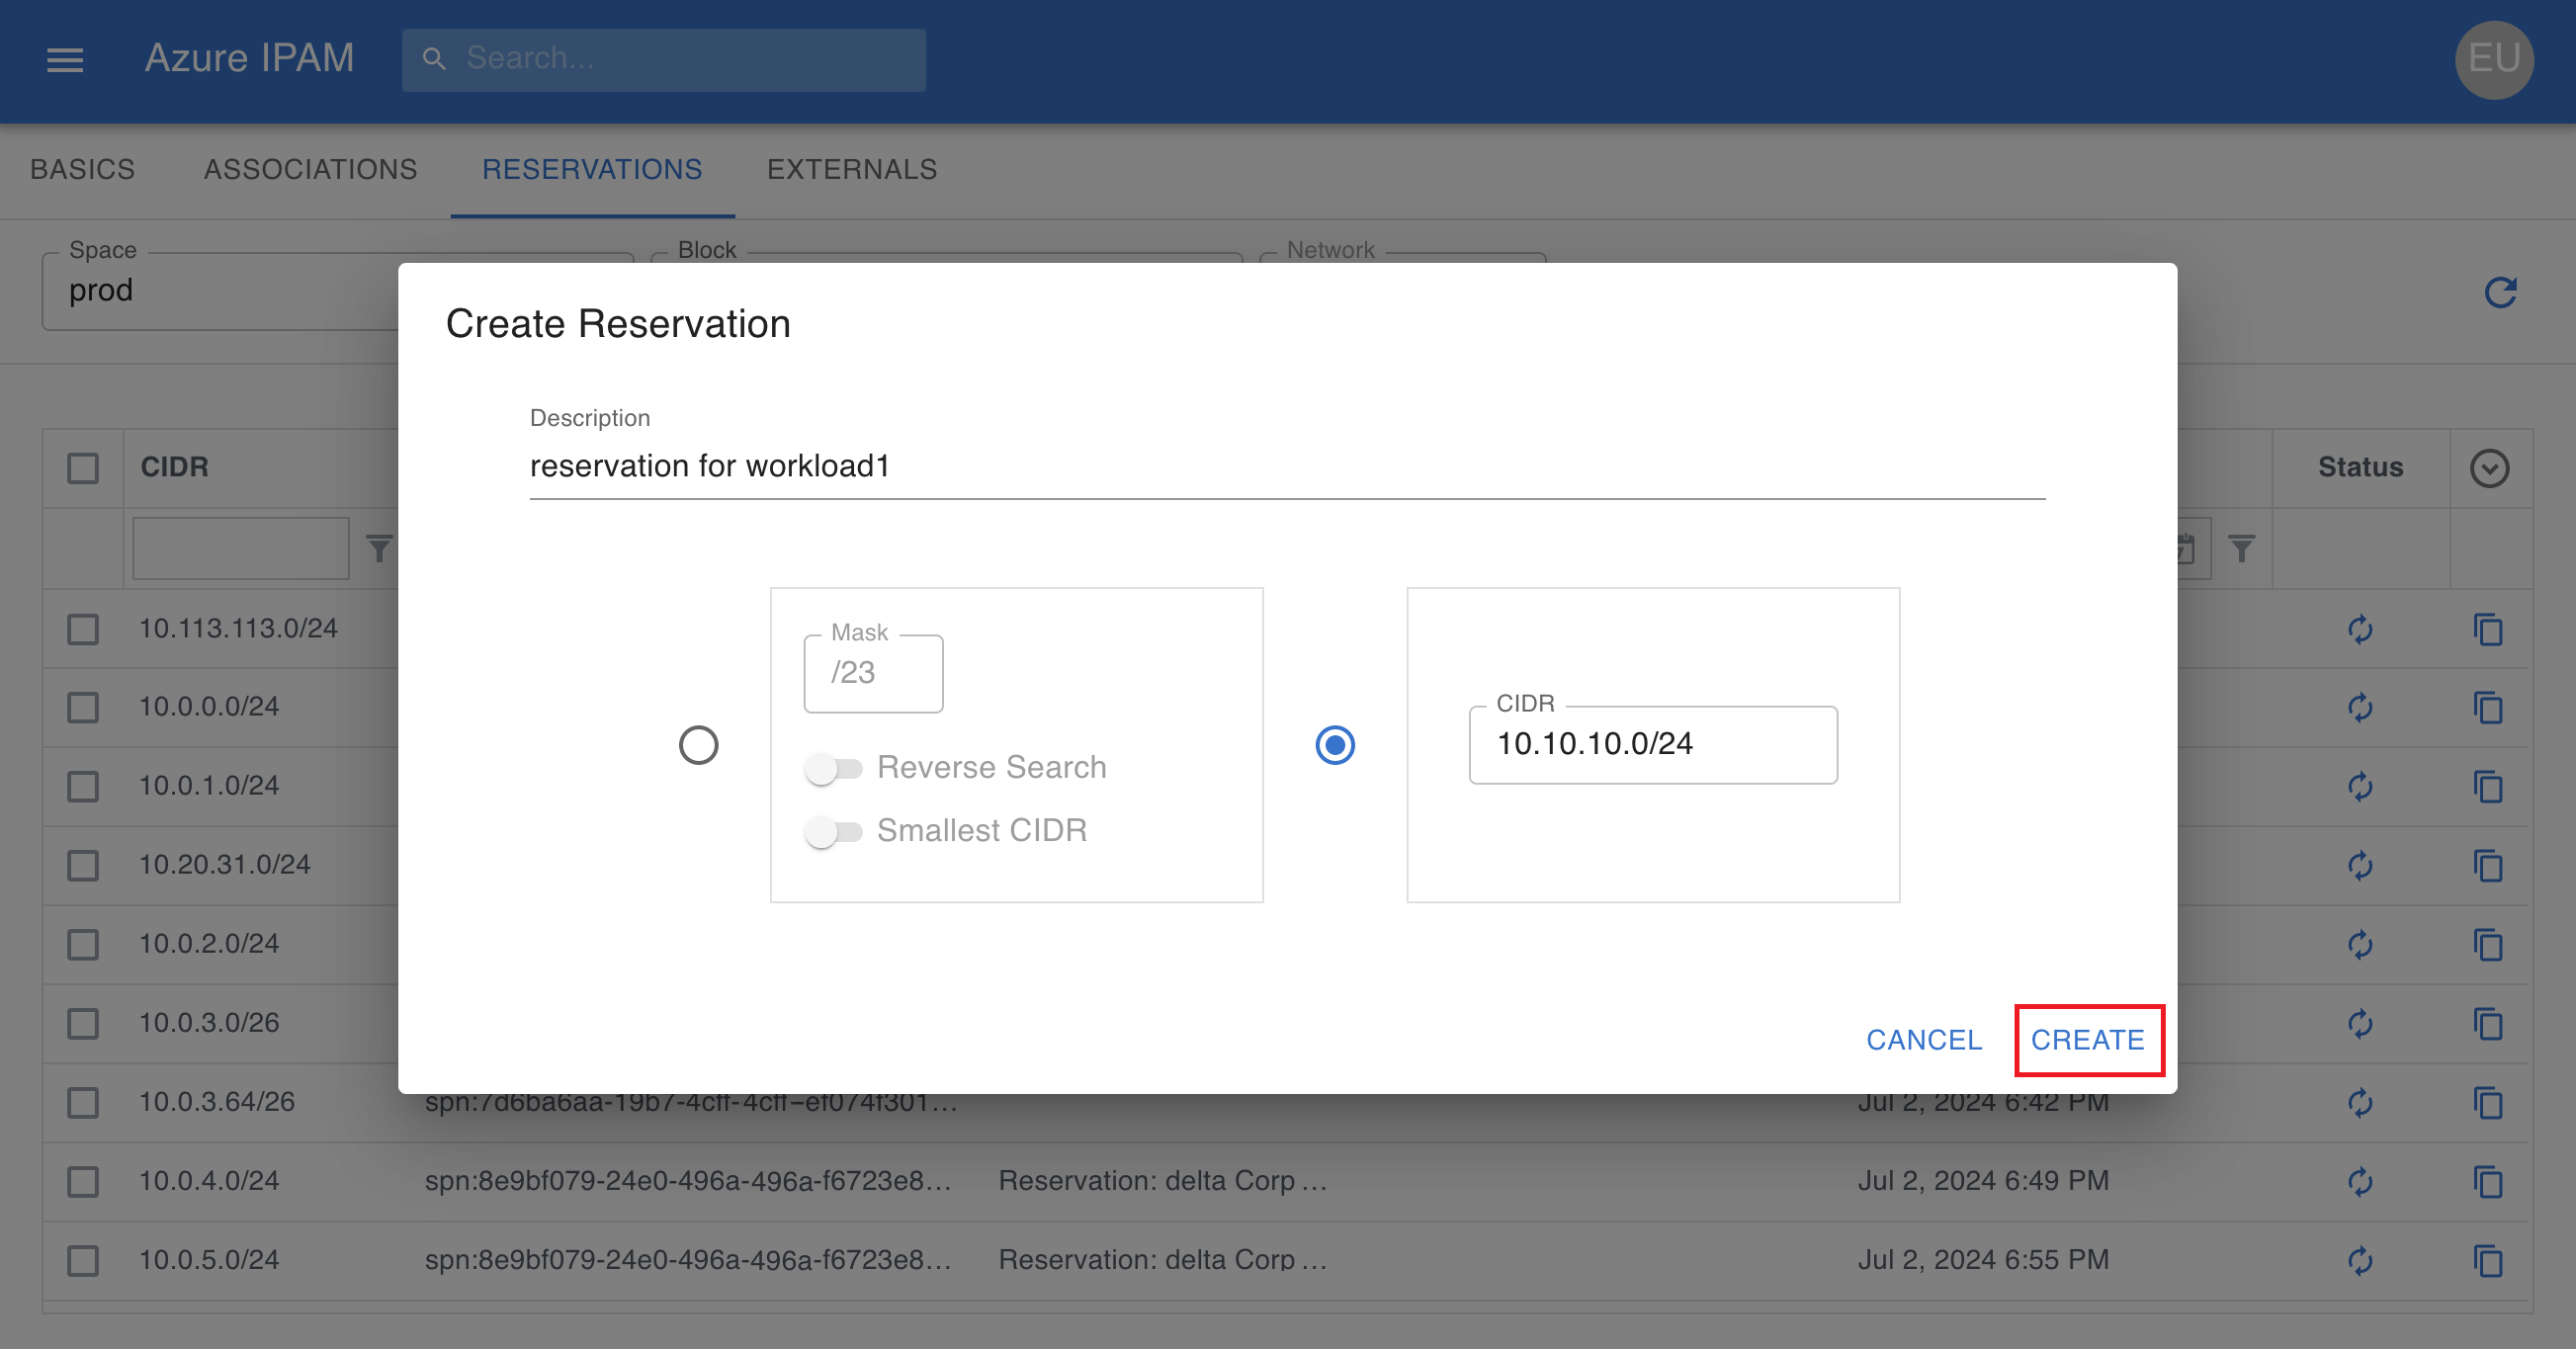 Azure IPAM
Search...
EU
BASICS ASSOCIATIONS RESERVATIONS EXTERNALS
Space Block Network
prod
Create Reservation
Description
reservation for workload1
CIDR Status
Mask
/23
Reverse Search
Smallest CIDR
CIDR
10.10.10.0/24
CANCEL CREATE
10.113.113.0/24
10.0.0.0/24
10.0.1.0/24
10.20.31.0/24
10.0.2.0/24
10.0.3.0/26
10.0.3.64/26 spn:7d6ba6aa-19b7-4cff-4cff-ef074f301... Jul 2, 2024 6:42 PM
10.0.4.0/24 spn:8e9bf079-24e0-496a-496a-f6723e8... Reservation: delta Corp ... Jul 2, 2024 6:49 PM
10.0.5.0/24 spn:8e9bf079-24e0-496a-496a-f6723e8... Reservation: delta Corp ... Jul 2, 2024 6:55 PM